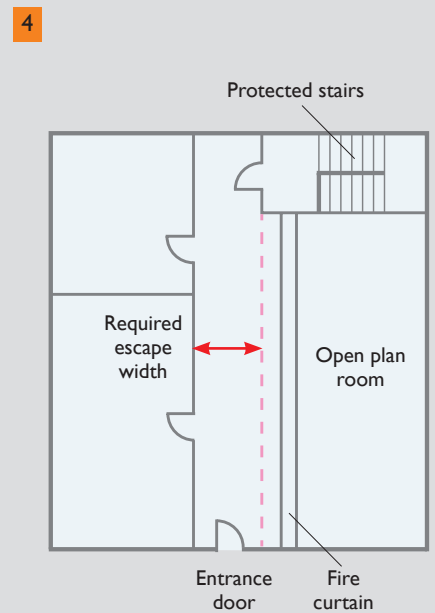 4
Protected stairs
Required
escape
width
Open plan
room
Entrance
door
Fire
curtain